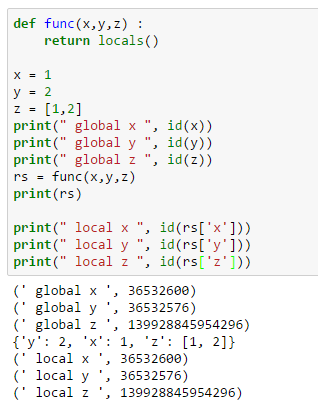 def func(x,y,z) :
    return locals()

x = 1
y = 2
z = [1,2]
print(" global x ", id(x))
print(" global y ", id(y))
print(" global z ", id(z))
rs = func(x,y,z)
print(rs)

print(" local x ", id(rs['x']))
print(" local y ", id(rs['y']))
print(" local z ", id(rs['z']))
(' global x ', 36532600)
(' global y ', 36532576)
(' global z ', 139928845954296)
{'y': 2, 'x': 1, 'z': [1, 2]}
(' local x ', 36532600)
(' local y ', 36532576)
(' local z ', 139928845954296)